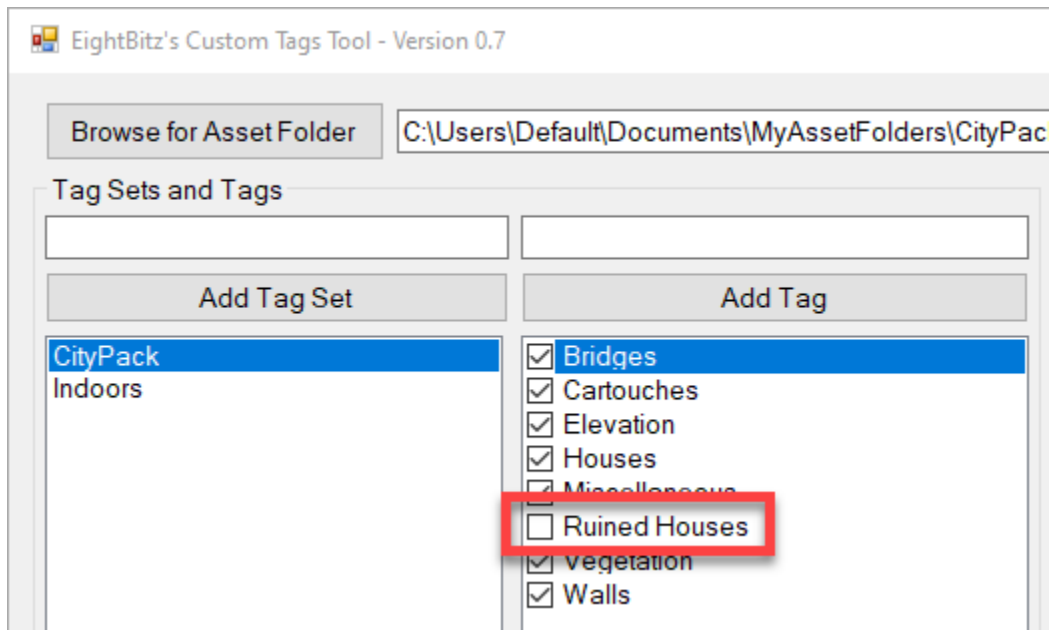 EightBitz's Custom Tags Tool - Version 0.7
Browse for Asset Folder C:\Users\Default\Documents\MyAssetFolders\CityPac
Tag Sets and Tags
Add Tag Set Add Tag
CityPack
Indoors
Bridges
Cartouches
Elevation
Houses
Miscellaneous
Ruined Houses
Vegetation
Walls